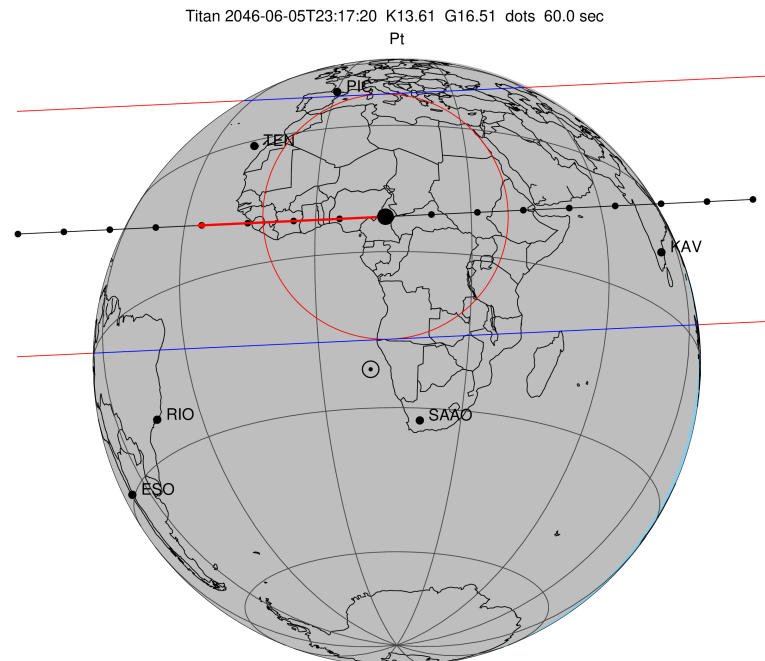 Titan 2046-06-05T23:17:20 K13.61 G16.51 dots 60.0 sec
Pt
PIC
TEN
KAV
RIO
SAAO
ESO